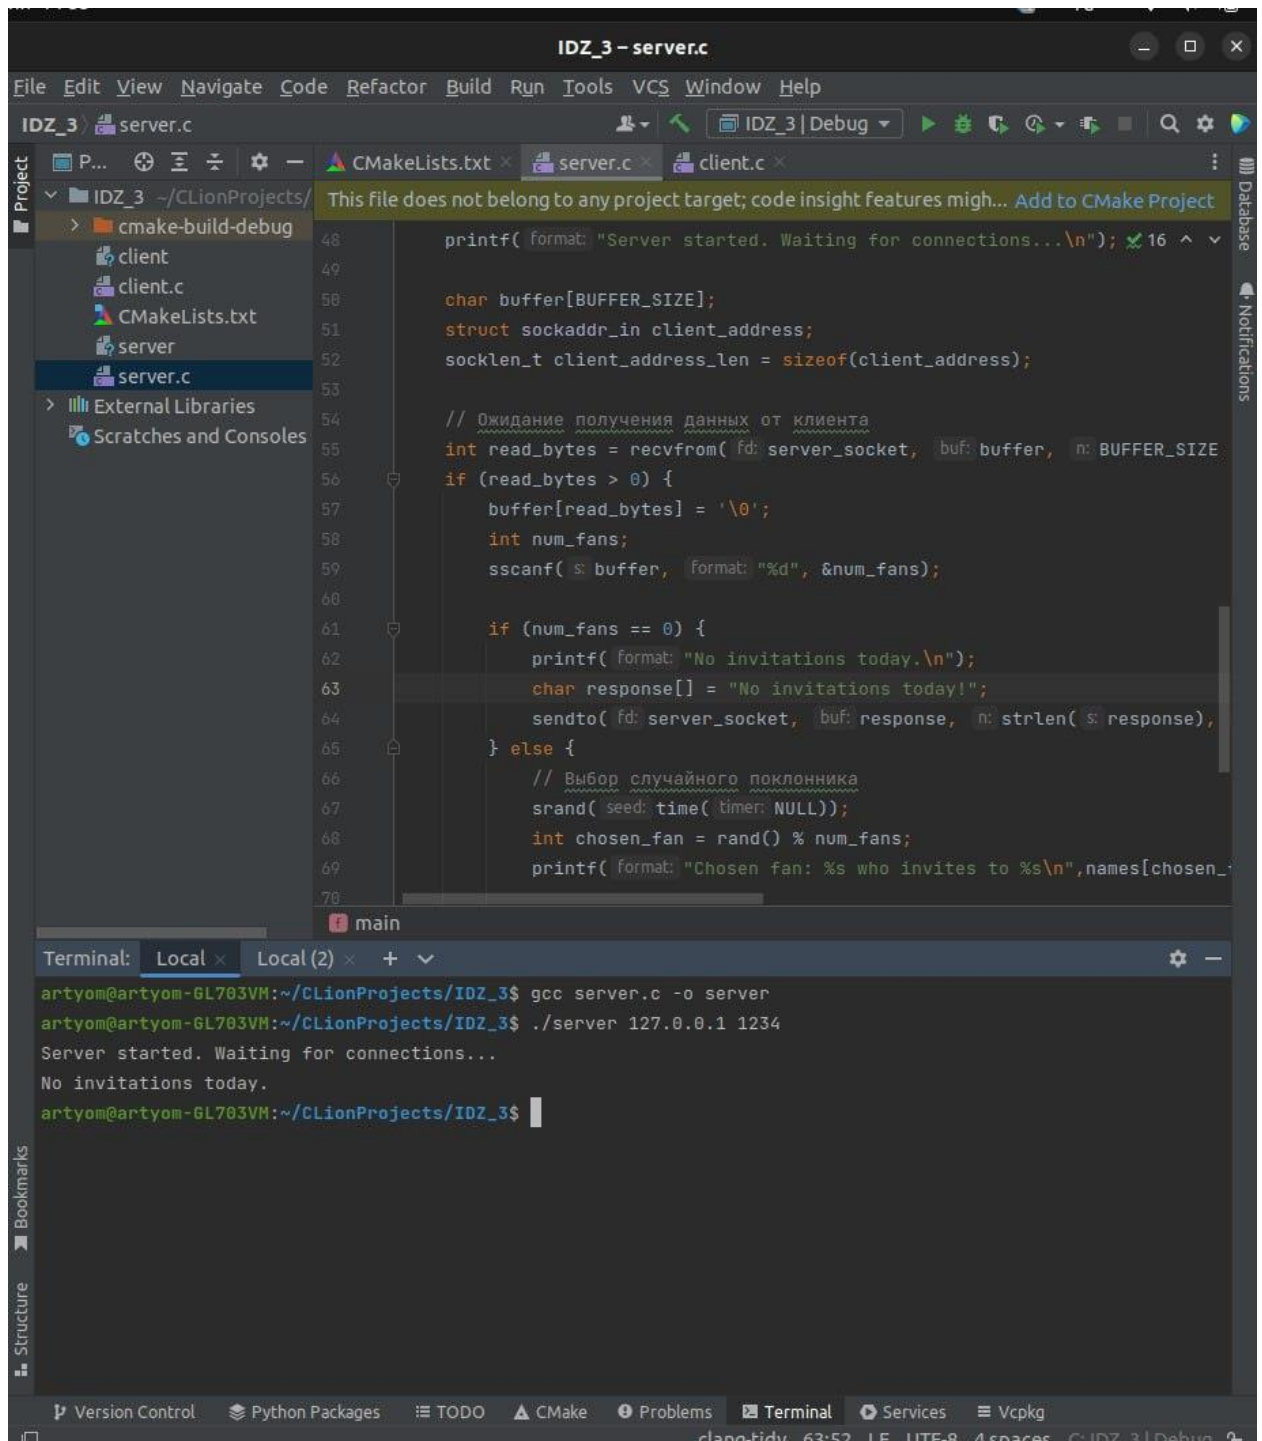 IDZ_3 – server.c
File Edit View Navigate Code Refactor Build Run Tools VCS Window Help
IDZ_3 server.c IDZ_3 | Debug
Project
P...
CMakeLists.txt server.c client.c
IDZ_3 ~/CLionProjects/
This file does not belong to any project target; code insight features migh... Add to CMake Project
cmake-build-debug
client
client.c
CMakeLists.txt
server
server.c
External Libraries
Scratches and Consoles
48 printf( format: "Server started. Waiting for connections...\n"); 16
49
50 char buffer[BUFFER_SIZE];
51 struct sockaddr_in client_address;
52 socklen_t client_address_len = sizeof(client_address);
53
54 // Ожидание получения данных от клиента
55 int read_bytes = recvfrom( fd: server_socket, buf: buffer, n: BUFFER_SIZE
56 if (read_bytes > 0) {
57 buffer[read_bytes] = '\0';
58 int num_fans;
59 sscanf( s: buffer, format: "%d", &num_fans);
60
61 if (num_fans == 0) {
62 printf( format: "No invitations today.\n");
63 char response[] = "No invitations today!";
64 sendto( fd: server_socket, buf: response, n: strlen( s: response),
65 } else {
66 // Выбор случайного поклонника
67 srand( seed: time( timer: NULL));
68 int chosen_fan = rand() % num_fans;
69 printf( format: "Chosen fan: %s who invites to %s\n",names[chosen_
70
main
Database
Notifications
Terminal: Local Local (2)
artyom@artyom-GL703VM:~/CLionProjects/IDZ_3$ gcc server.c -o server
artyom@artyom-GL703VM:~/CLionProjects/IDZ_3$ ./server 127.0.0.1 1234
Server started. Waiting for connections...
No invitations today.
artyom@artyom-GL703VM:~/CLionProjects/IDZ_3$
Bookmarks
Structure
Version Control Python Packages TODO CMake Problems Terminal Services Vcpkg
clang-tidy 63:52 LF UTF-8 4 spaces C: IDZ_3 | Debug